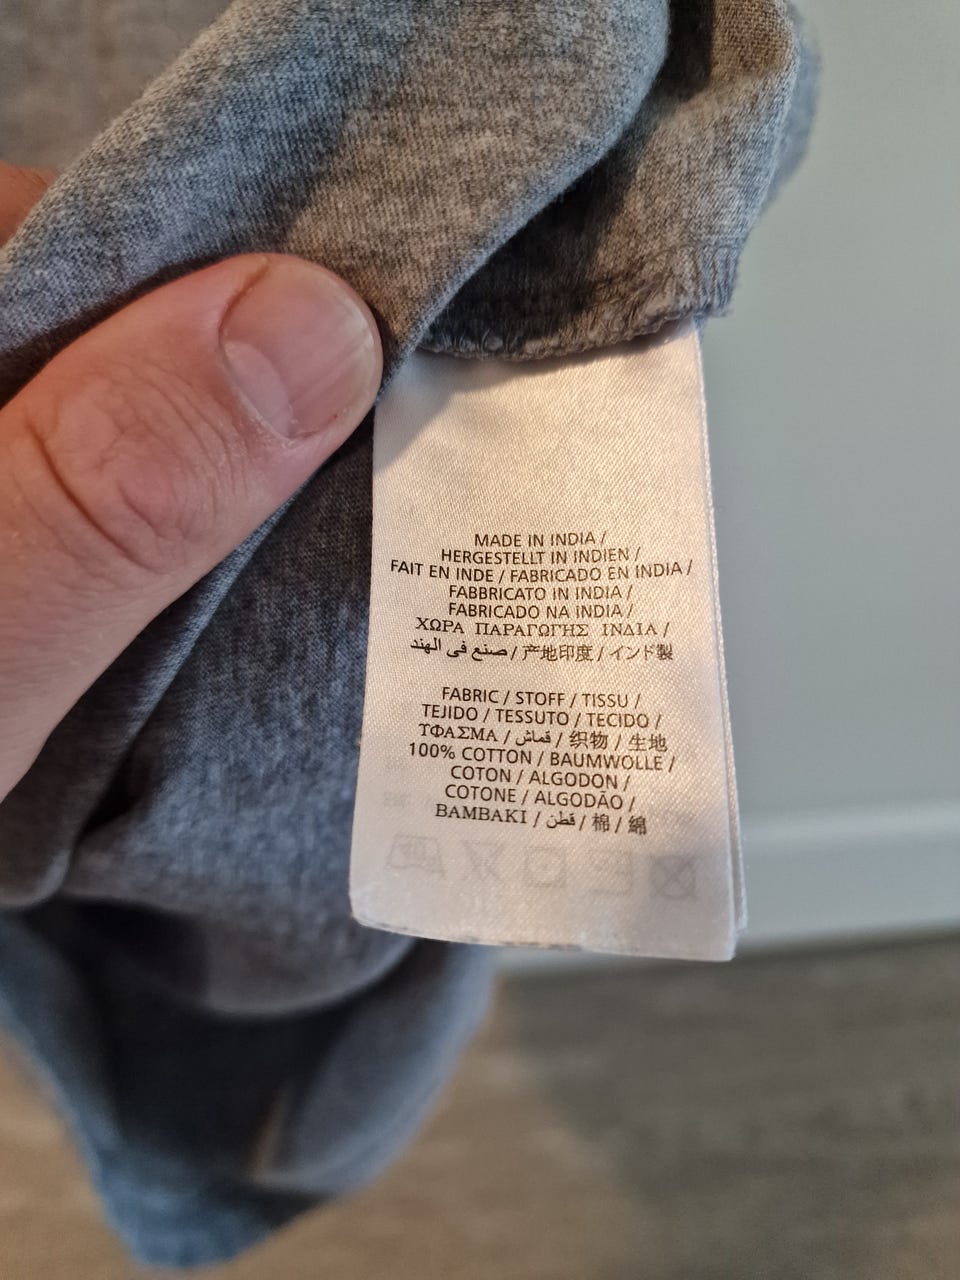 MADE IN INDIA /
HERGESTELLT IN INDIEN /
FAIT EN INDE / FABRICADO EN INDIA /
FABBRICATO IN INDIA /
FABRICADO NA INDIA /
ΧΩΡΑ ΠΑΡΑΓΩΓΗΣ ΙΝΔΙΑ /
صنع فى الهند / 产地印度 / インド製
FABRIC / STOFF / TISSU /
TEJIDO / TESSUTO / TECIDO /
ΥΦΑΣΜΑ / قماش / 织物 / 生地
100% COTTON / BAUMWOLLE /
COTON / ALGODON /
COTONE / ALGODÃO /
ΒΑΜΒΑΚΙ / قطن / 棉 / 綿